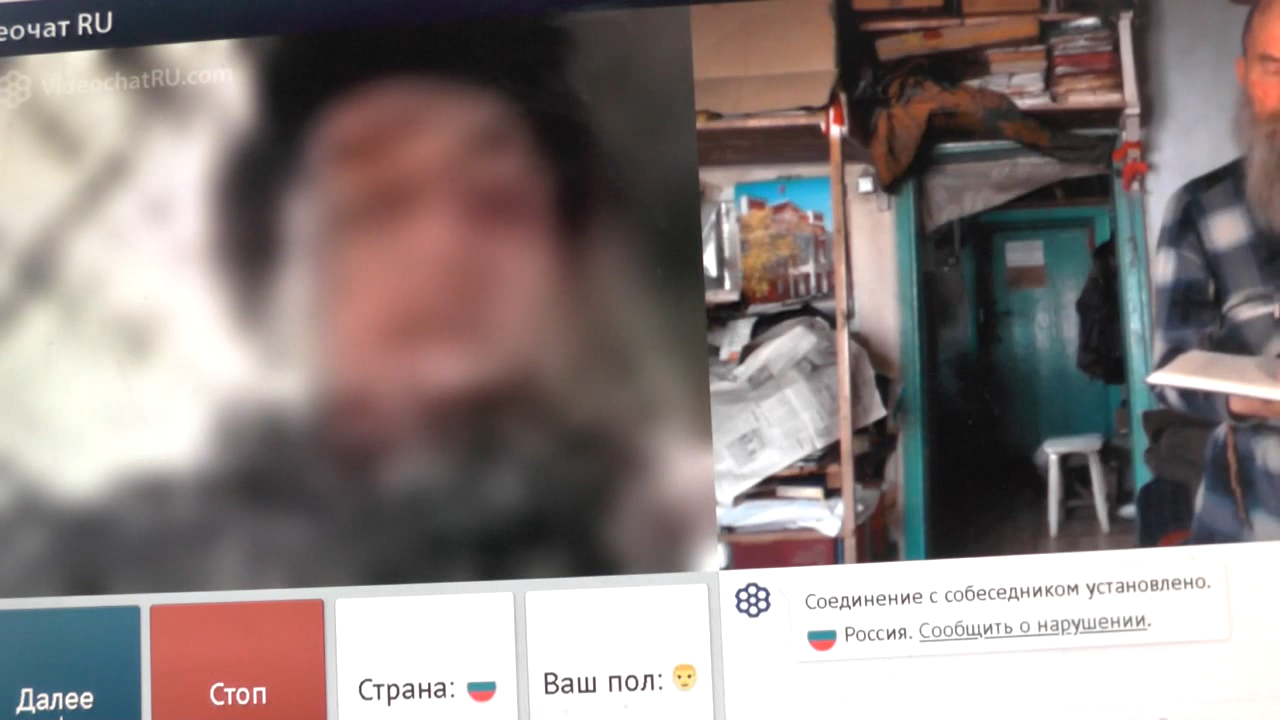 еочат RU
VideochatRU.com
Соединение с собеседником установлено.
Россия. Сообщить о нарушении.
Далее
Стоп
Страна:
Ваш пол: